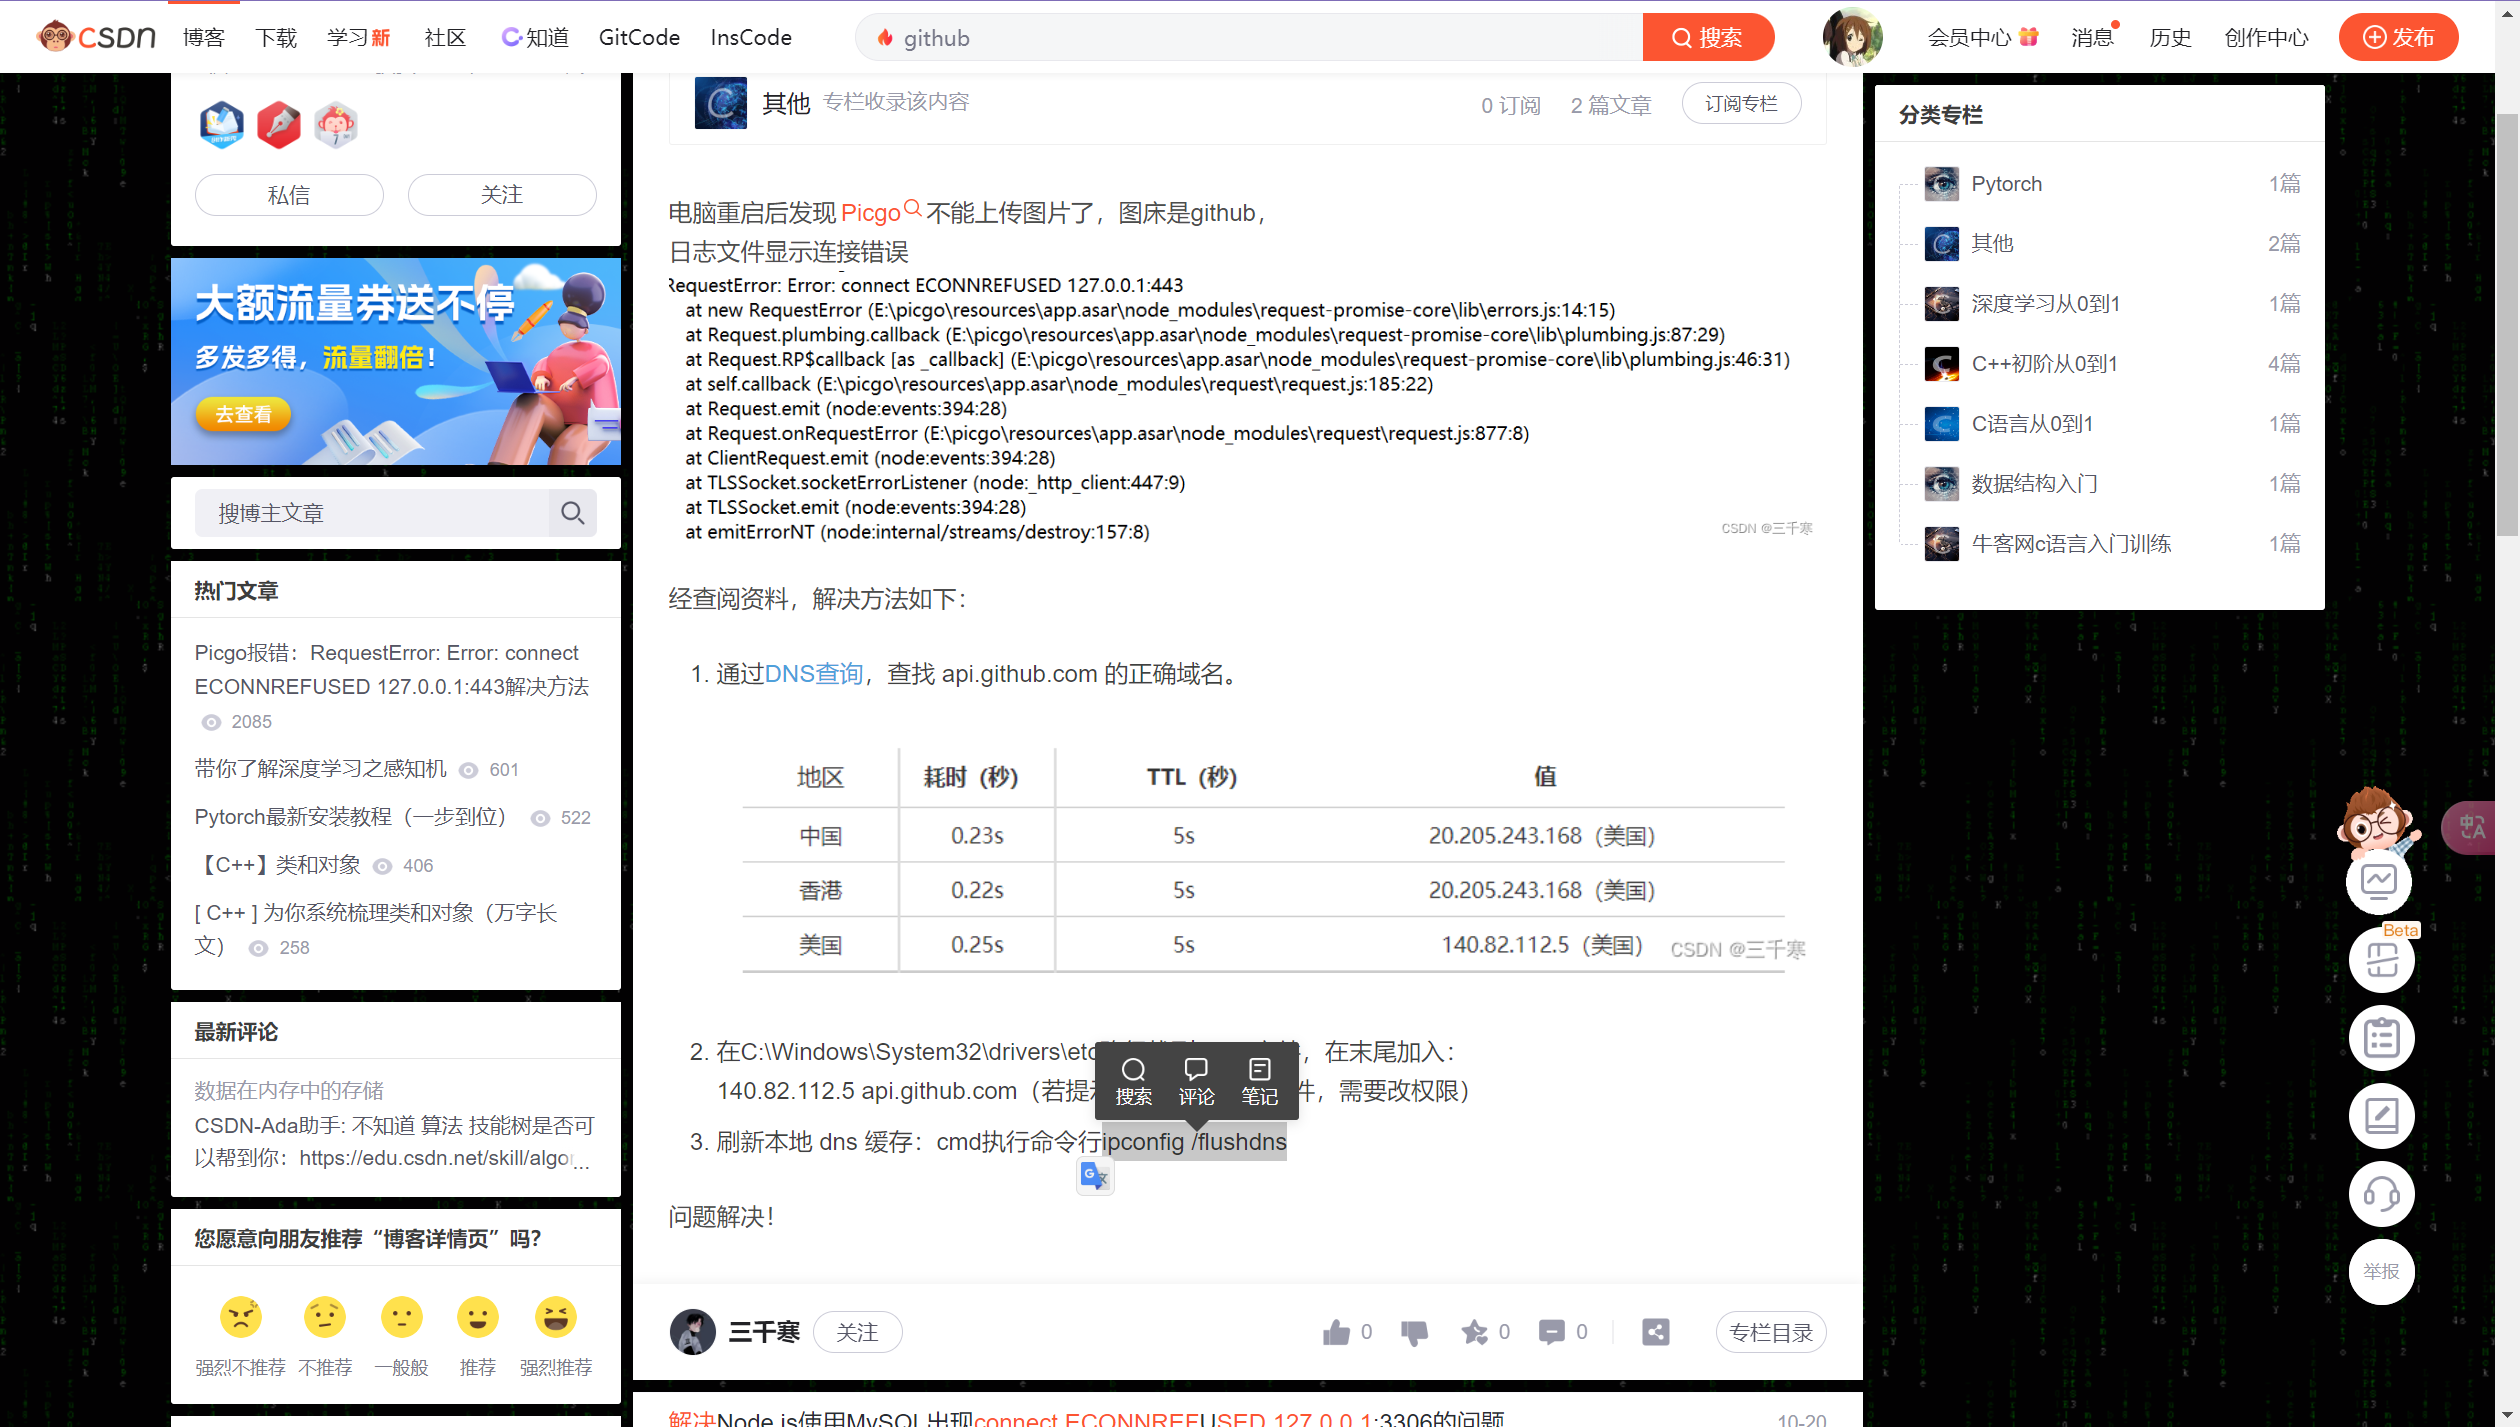 CSDN 博客 下载 学习新 社区 C知道 GitCode InsCode github 搜索 会员中心 消息 历史 创作中心 发布
私信 关注
大额流量券送不停
多发多得，流量翻倍！
去查看
搜博主文章
热门文章
Picgo报错：RequestError: Error: connect
ECONNREFUSED 127.0.0.1:443解决方法
2085
带你了解深度学习之感知机 601
Pytorch最新安装教程（一步到位） 522
【C++】类和对象 406
[ C++ ] 为你系统梳理类和对象（万字长
文） 258
最新评论
数据在内存中的存储
CSDN-Ada助手: 不知道 算法 技能树是否可
以帮到你：https://edu.csdn.net/skill/algo...
您愿意向朋友推荐“博客详情页”吗？
强烈不推荐 不推荐 一般般 推荐 强烈推荐
其他 专栏收录该内容 0 订阅 2 篇文章 订阅专栏
电脑重启后发现 Picgo 不能上传图片了，图床是github，
日志文件显示连接错误
RequestError: Error: connect ECONNREFUSED 127.0.0.1:443
at new RequestError (E:\picgo\resources\app.asar\node_modules\request-promise-core\lib\errors.js:14:15)
at Request.plumbing.callback (E:\picgo\resources\app.asar\node_modules\request-promise-core\lib\plumbing.js:87:29)
at Request.RP$callback [as _callback] (E:\picgo\resources\app.asar\node_modules\request-promise-core\lib\plumbing.js:46:31)
at self.callback (E:\picgo\resources\app.asar\node_modules\request\request.js:185:22)
at Request.emit (node:events:394:28)
at Request.onRequestError (E:\picgo\resources\app.asar\node_modules\request\request.js:877:8)
at ClientRequest.emit (node:events:394:28)
at TLSSocket.socketErrorListener (node:_http_client:447:9)
at TLSSocket.emit (node:events:394:28)
at emitErrorNT (node:internal/streams/destroy:157:8)
CSDN @三千寒
经查阅资料，解决方法如下：
1. 通过DNS查询，查找 api.github.com 的正确域名。
地区 耗时（秒） TTL（秒） 值
中国 0.23s 5s 20.205.243.168（美国）
香港 0.22s 5s 20.205.243.168（美国）
美国 0.25s 5s 140.82.112.5（美国）
CSDN @三千寒
2. 在C:\Windows\System32\drivers\etc ，在末尾加入：
140.82.112.5 api.github.com（若提 件，需要改权限）
搜索 评论 笔记
3. 刷新本地 dns 缓存：cmd执行命令行ipconfig /flushdns
问题解决！
三千寒 关注 0 0 0 专栏目录
解决Node.js使用MySQL出现connect ECONNREFUSED 127.0.0.1:3306的问题 10-20
分类专栏
Pytorch 1篇
其他 2篇
深度学习从0到1 1篇
C++初阶从0到1 4篇
C语言从0到1 1篇
数据结构入门 1篇
牛客网c语言入门训练 1篇
Beta
举报